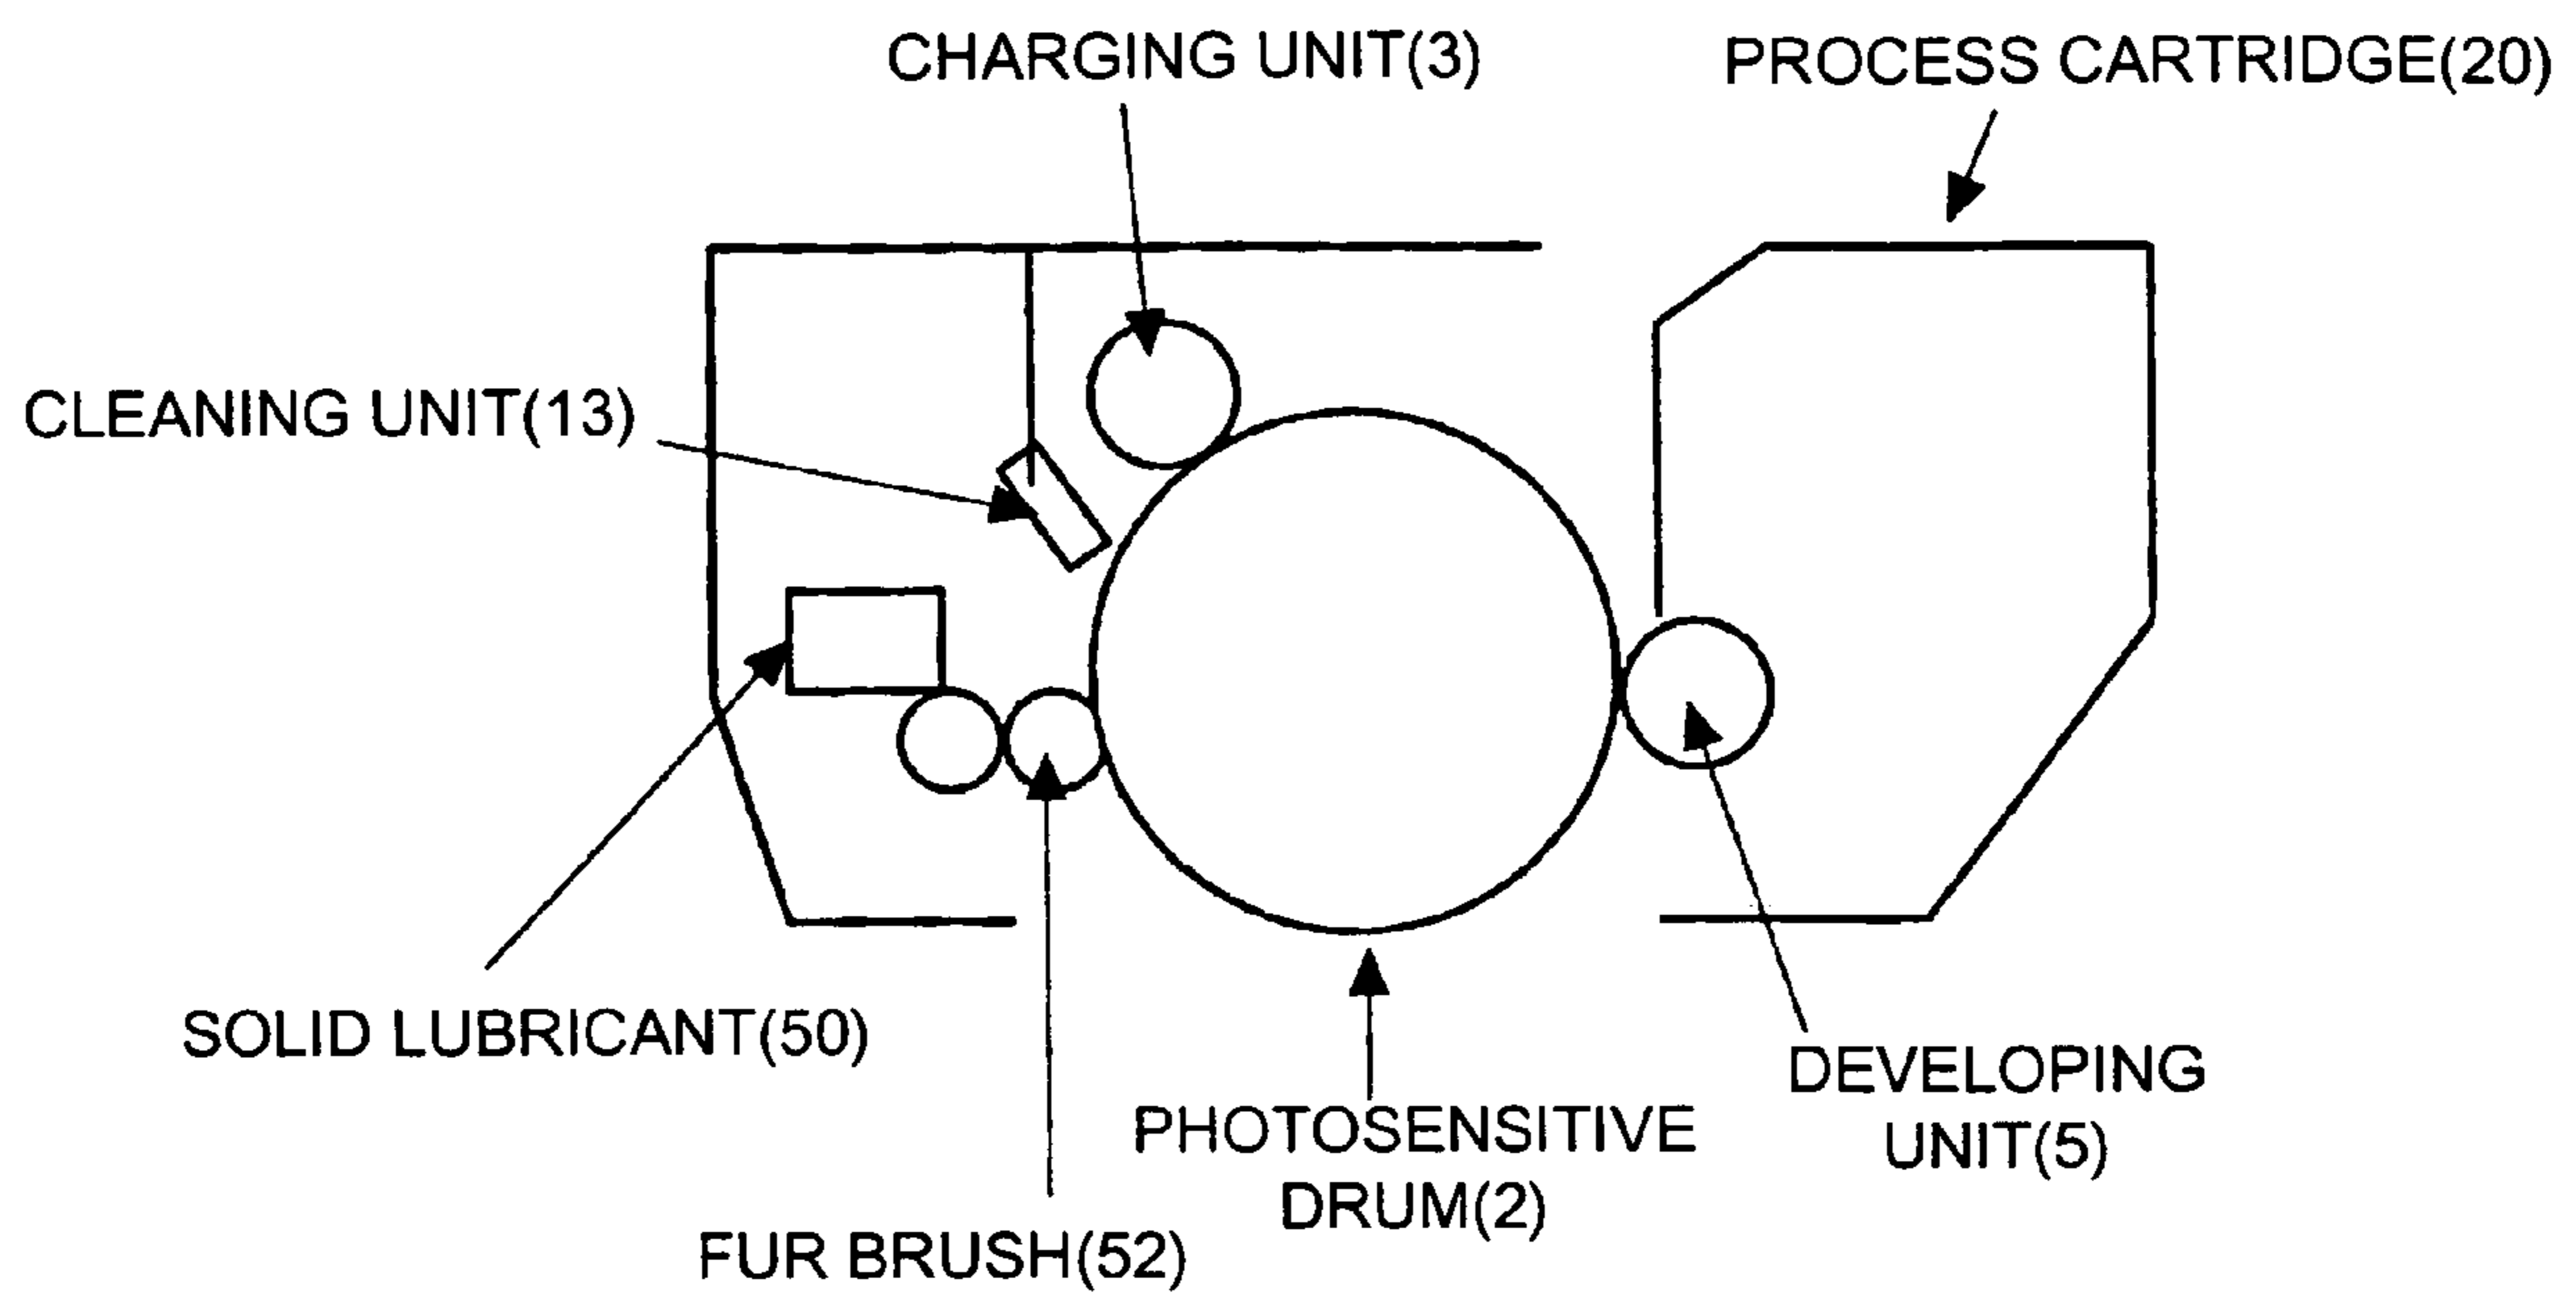 CHARGING UNIT(3)
PROCESS CARTRIDGE(20)
CLEANING UNIT(13)
SOLID LUBRICANT(50)
DEVELOPING
UNIT(5)
PHOTOSENSITIVE
DRUM(2)
FUR BRUSH(52)